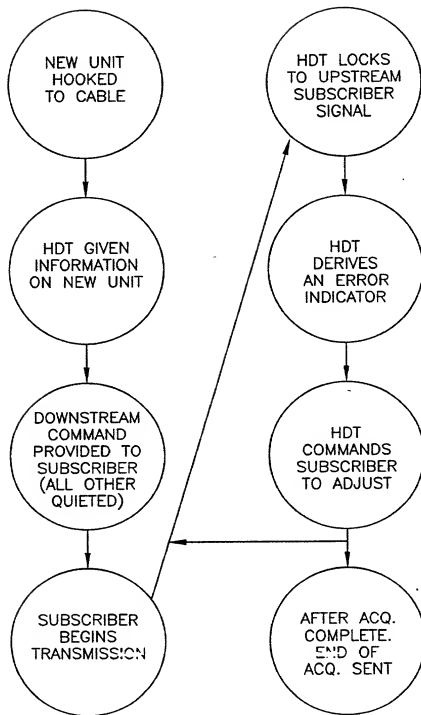 NEW UNIT
HOOKED
TO CABLE
HDT GIVEN
INFORMATION
ON NEW UNIT
DOWNSTREAM
COMMAND
PROVIDED TO
SUBSCRIBER
(ALL OTHER
QUIETED)
SUBSCRIBER
BEGINS
TRANSMISSION
HDT LOCKS
TO UPSTREAM
SUBSCRIBER
SIGNAL
HDT
DERIVES
AN ERROR
INDICATOR
HDT
COMMANDS
SUBSCRIBER
TO ADJUST
AFTER ACQ.
COMPLETE.
END OF
ACQ. SENT